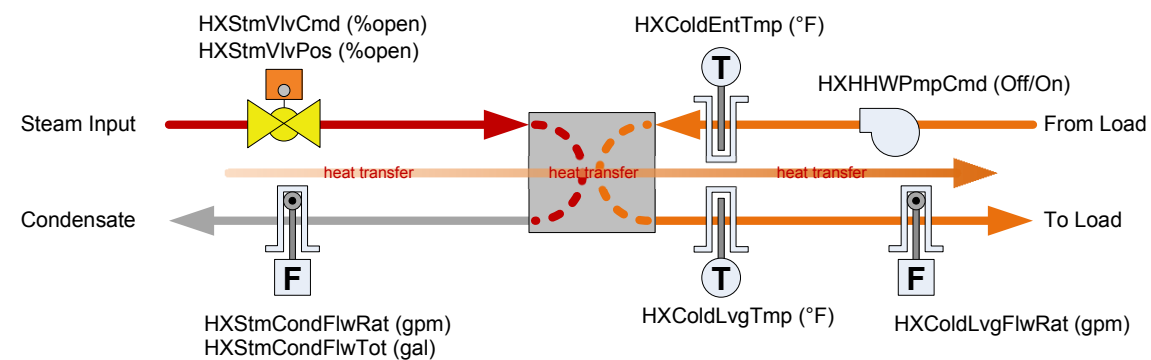 HXStmVlvCmd (%open)
HXStmVlvPos (%open)
HXColdEntTmp (°F)
T
HXHHWPmpCmd (Off/On)
Steam Input
From Load
heat transfer
heat transfer
heat transfer
Condensate
To Load
F
T
F
HXStmCondFlwRat (gpm)
HXStmCondFlwTot (gal)
HXColdLvgTmp (°F)
HXColdLvgFlwRat (gpm)